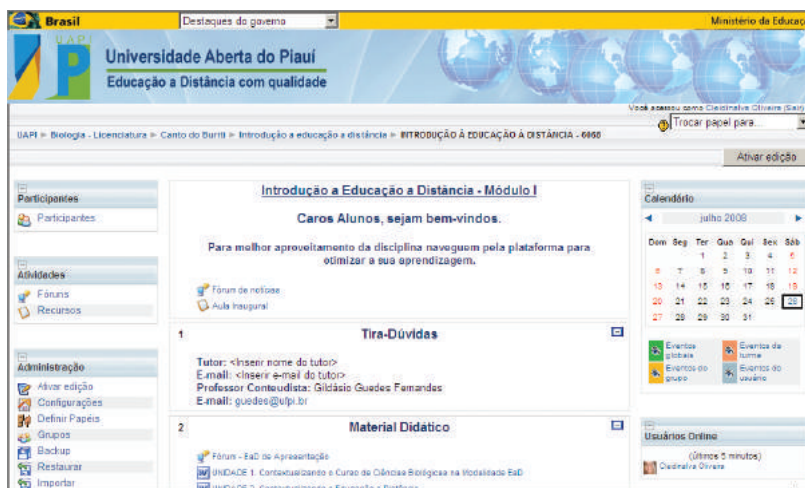 Brasil
Destaques do governo
Ministério da Educaç
UAPI
Universidade Aberta do Piauí
Educação a Distância com qualidade
Você acessou como Cleidinalva Oliveira (Sair)
UAPI ► Biologia - Licenciatura ► Canto do Buriti ► Introdução a educação a distância ► INTRODUÇÃO À EDUCAÇÃO À DISTÂNCIA - 6060
Trocar papel para...
Ativar edição
Participantes
Participantes
Atividades
Fóruns
Recursos
Administração
Ativar edição
Configurações
Definir Papéis
Grupos
Backup
Restaurar
Importar
Introdução a Educação a Distância - Módulo I
Caros Alunos, sejam bem-vindos.
Para melhor aproveitamento da disciplina naveguem pela plataforma para
otimizar a sua aprendizagem.
Fórum de notícias
Aula Inaugural
1
Tira-Dúvidas
Tutor: <Inserir nome do tutor>
E.mail: <Inserir e-mail do tutor>
Professor Conteudista: Gildásio Guedes Fernandes
E.mail: guedes@ufpi.br
2
Material Didático
Fórum - EaD de Apresentação
UNIDADE 1. Contextualizando o Curso de Ciências Biológicas na Modalidade EaD
UNIDADE 2. Contextualizando a Educação a Distância
Calendário
◄ julho 2008 ►
Dom Seg Ter Qua Qui Sex Sáb
1 2 3 4 5
6 7 8 9 10 11 12
13 14 15 16 17 18 19
20 21 22 23 24 25 26
27 28 29 30 31
Eventos globais
Eventos da turma
Eventos do grupo
Eventos do usuário
Usuários Online
(últimos 5 minutos)
Cleidinalva Oliveira